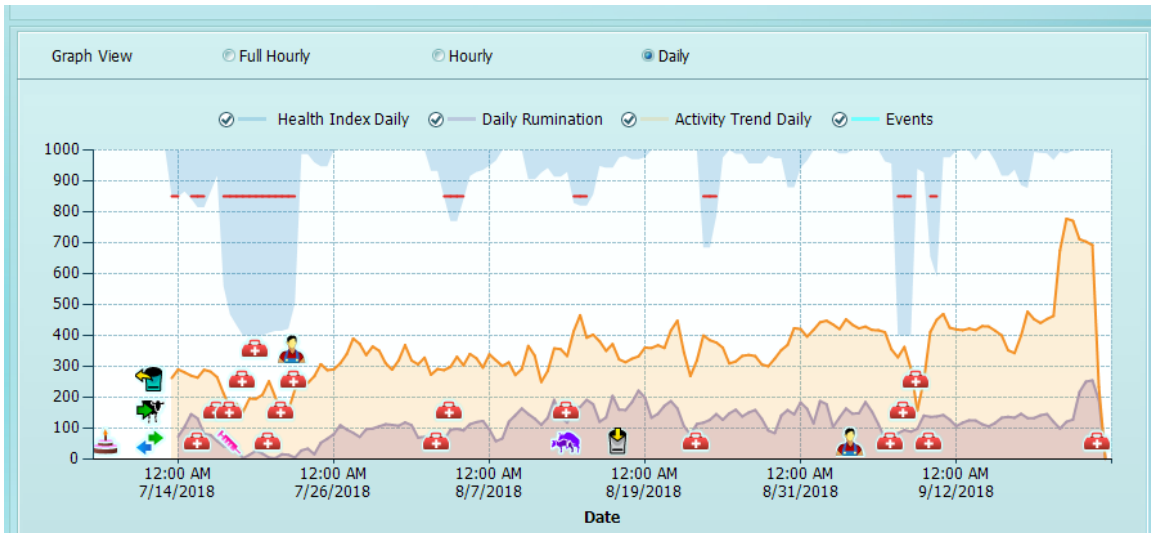 Graph View Full Hourly Hourly Daily
Health Index Daily Daily Rumination Activity Trend Daily Events
1000
900
800
700
600
500
400
300
200
100
0
12:00 AM 12:00 AM 12:00 AM 12:00 AM 12:00 AM 12:00 AM
7/14/2018 7/26/2018 8/7/2018 8/19/2018 8/31/2018 9/12/2018
Date